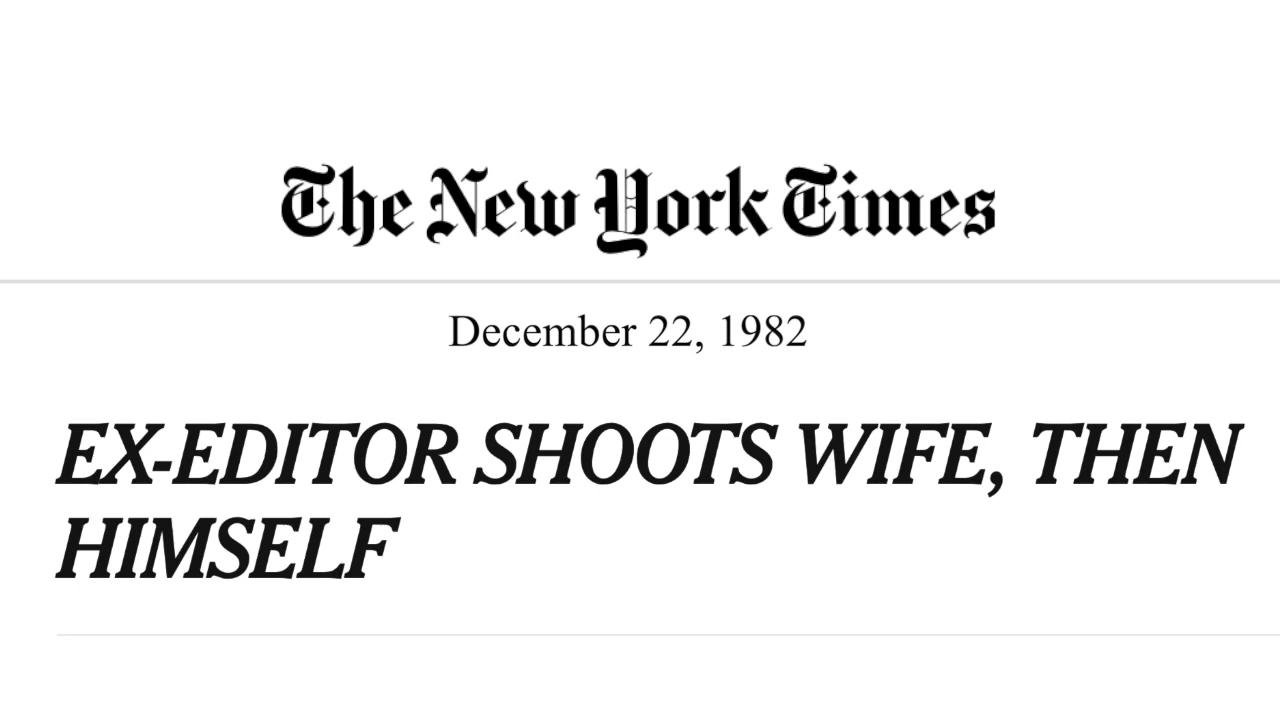 The New York Times
December 22, 1982
EX-EDITOR SHOOTS WIFE, THEN
HIMSELF